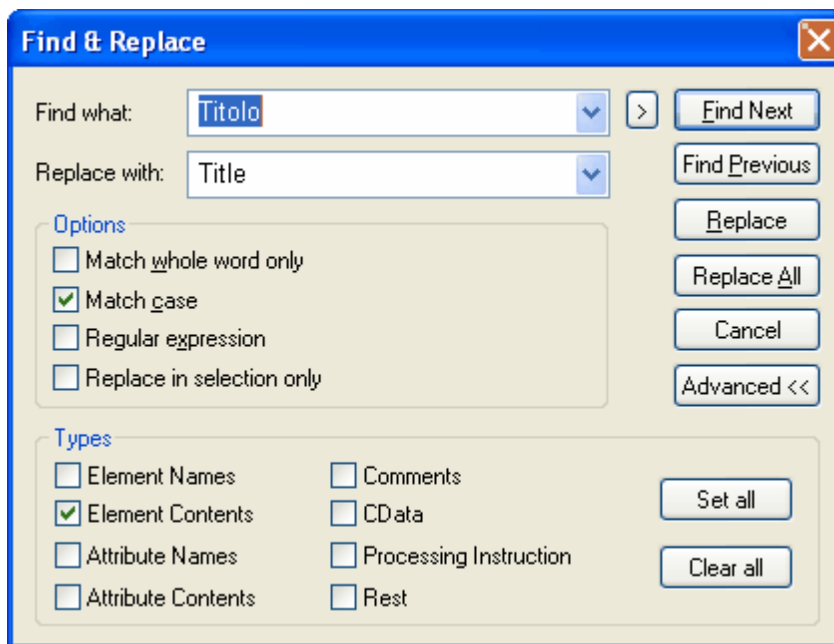 Find & Replace
Find what: Titolo > Find Next
Replace with: Title Find Previous
Options
Match whole word only
Match case
Regular expression
Replace in selection only
Replace
Replace All
Cancel
Advanced <<
Types
Element Names
Element Contents
Attribute Names
Attribute Contents
Comments
CData
Processing Instruction
Rest
Set all
Clear all